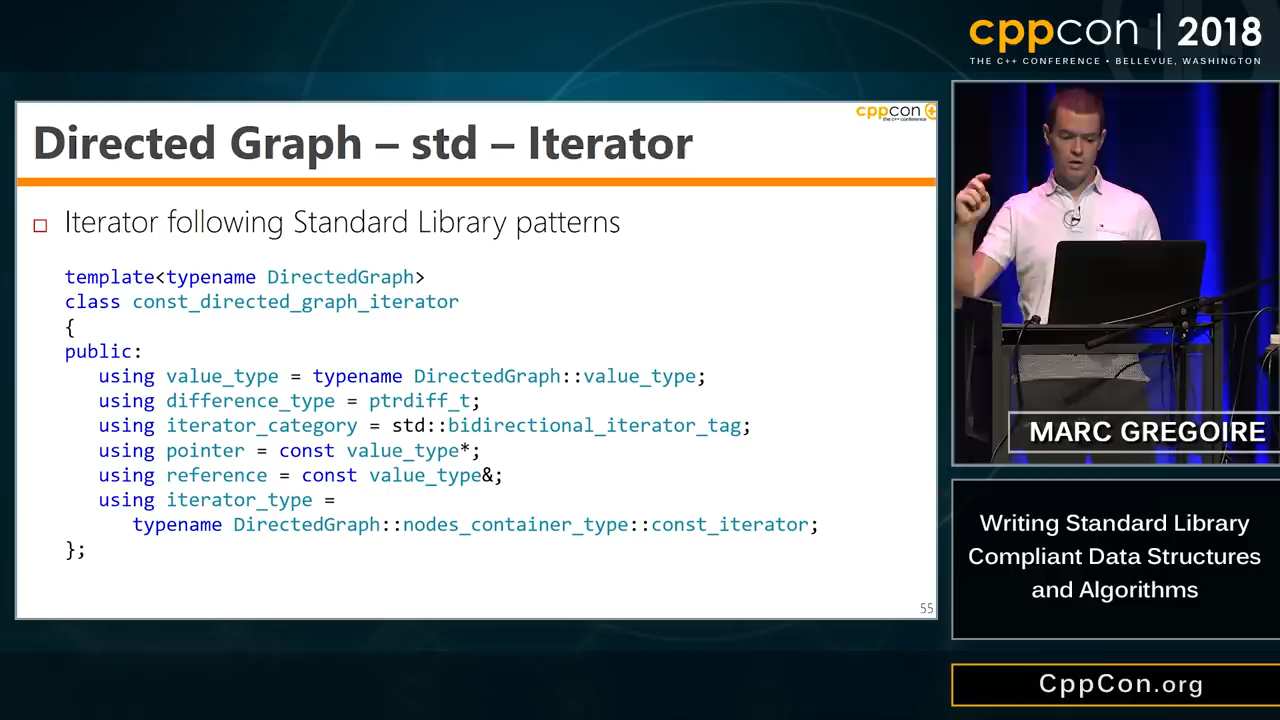 cppcon | 2018
THE C++ CONFERENCE • BELLEVUE, WASHINGTON
cppcon
the c++ conference
Directed Graph – std – Iterator
Iterator following Standard Library patterns
template<typename DirectedGraph>
class const_directed_graph_iterator
{
public:
using value_type = typename DirectedGraph::value_type;
using difference_type = ptrdiff_t;
using iterator_category = std::bidirectional_iterator_tag;
using pointer = const value_type*;
using reference = const value_type&;
using iterator_type =
typename DirectedGraph::nodes_container_type::const_iterator;
};
55
MARC GREGOIRE
Writing Standard Library
Compliant Data Structures
and Algorithms
CppCon.org